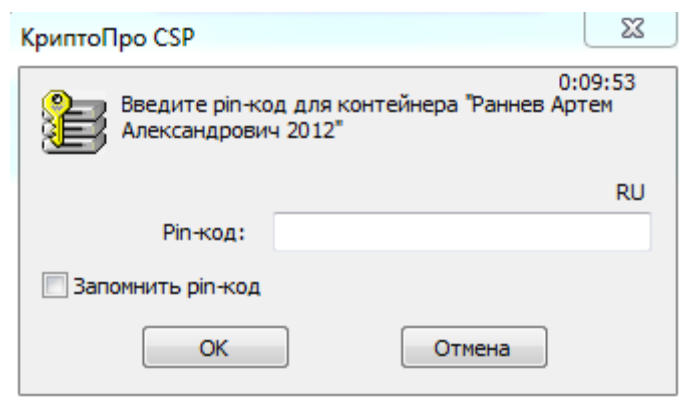 КриптоПро CSP
0:09:53
Введите pin-код для контейнера "Раннев Артем
Александрович 2012"
RU
Pin-код:
Запомнить pin-код
ОК
Отмена